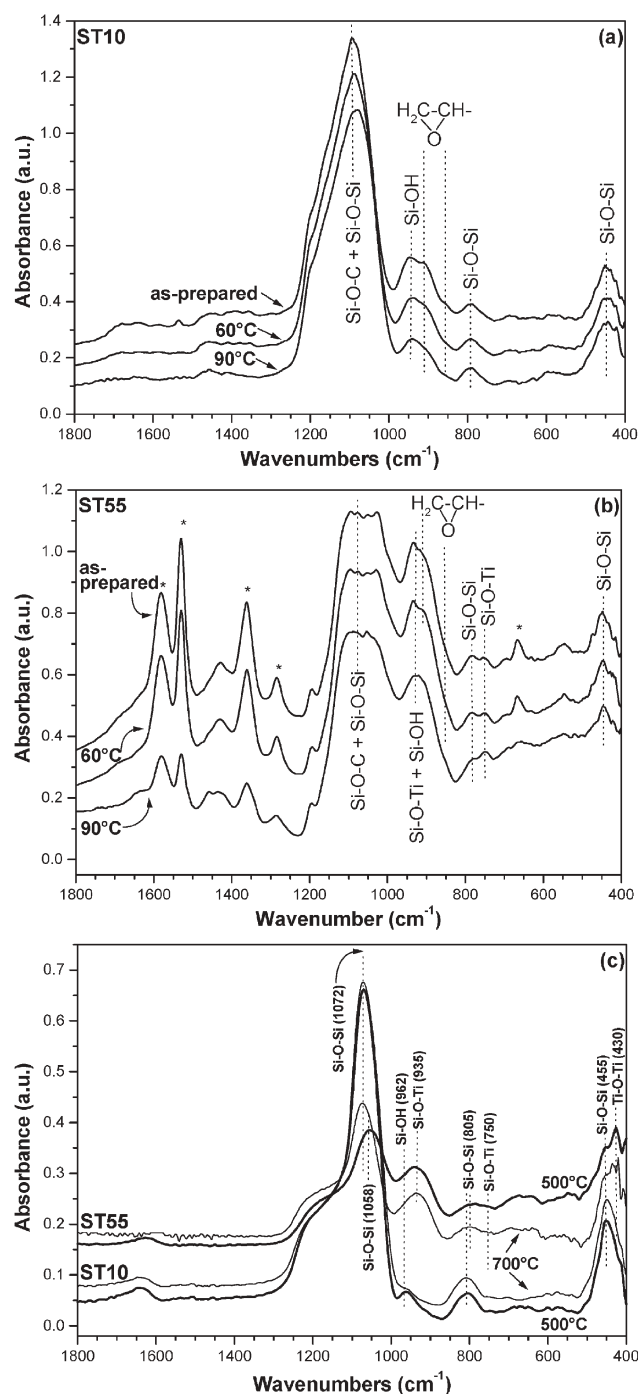 ST10
(a)
H2C-CH-
O
Si-O-C + Si-O-Si
Si-OH
Si-O-Si
Si-O-Si
as-prepared
60°C
90°C
Absorbance (a.u.)
1.4
1.2
1.0
0.8
0.6
0.4
0.2
0.0
1800 1600 1400 1200 1000 800 600 400
Wavenumbers (cm-1)
ST55
(b)
H2C-CH-
O
as-
prepared
* * * * *
60°C
90°C
Si-O-C + Si-O-Si
Si-O-Ti + Si-OH
Si-O-Si
Si-O-Ti
Si-O-Si
Absorbance (a.u.)
1.2
1.0
0.8
0.6
0.4
0.2
0.0
1800 1600 1400 1200 1000 800 600 400
Wavenumber (cm-1)
(c)
Si-O-Si (1072)
Si-O-Si (1058)
Si-OH (962)
Si-O-Ti (935)
Si-O-Si (805)
Si-O-Ti (750)
Si-O-Si (455)
Ti-O-Ti (430)
500°C
700°C
500°C
ST55
ST10
Absorbance (a.u.)
0.7
0.6
0.5
0.4
0.3
0.2
0.1
0.0
1800 1600 1400 1200 1000 800 600 400
Wavenumbers (cm-1)